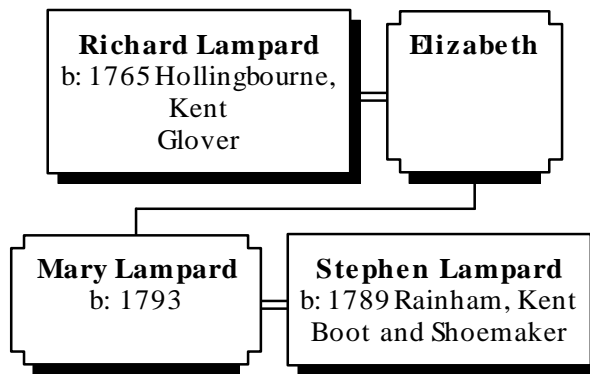 Richard Lampard
b: 1765 Hollingbourne,
Kent
Glover
Elizabeth
Mary Lampard
b: 1793
Stephen Lampard
b: 1789 Rainham, Kent
Boot and Shoemaker